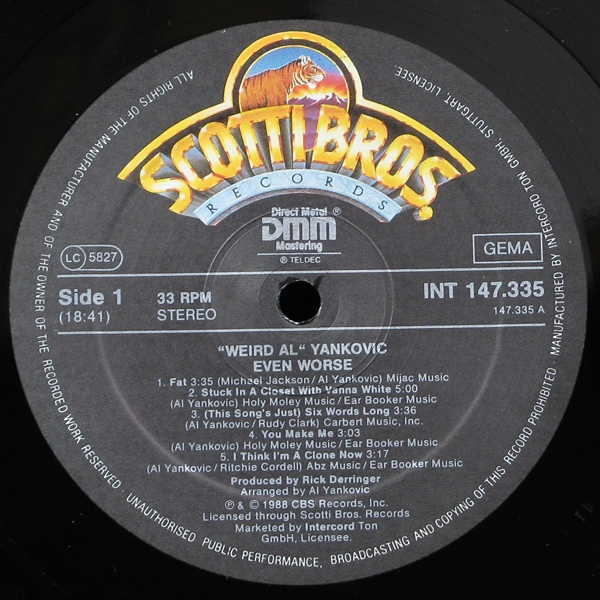 SCOTTI BROS.
RECORDS
Direct Metal
DMM ®
Mastering
® TELDEC
LC 5827
GEMA
Side 1
(18:41)
33 RPM
STEREO
INT 147.335
147.335 A
"WEIRD AL" YANKOVIC
EVEN WORSE
1. Fat 3:35 (Michael Jackson/Al Yankovic) Mijac Music
2. Stuck In A Closet With Vanna White 5:00
(Al Yankovic) Holy Moley Music/Ear Booker Music
3. (This Song's Just) Six Words Long 3:36
(Al Yankovic/Rudy Clark) Carbert Music, Inc.
4. You Make Me 3:03
(Al Yankovic) Holy Moley Music/Ear Booker Music
5. I Think I'm A Clone Now 3:17
(Al Yankovic/Ritchie Cordell) Abz Music/Ear Booker Music
Produced by Rick Derringer
Arranged by Al Yankovic
℗ & © 1988 CBS Records, Inc.
Licensed through Scotti Bros. Records
Marketed by Intercord Ton
GmbH, Licensee.
ALL RIGHTS OF THE MANUFACTURER AND OF THE OWNER OF THE RECORDED WORK RESERVED · UNAUTHORISED PUBLIC PERFORMANCE, BROADCASTING AND COPYING OF THIS RECORD PROHIBITED. MANUFACTURED BY INTERCORD TON GMBH, STUTTGART, LICENSEE.